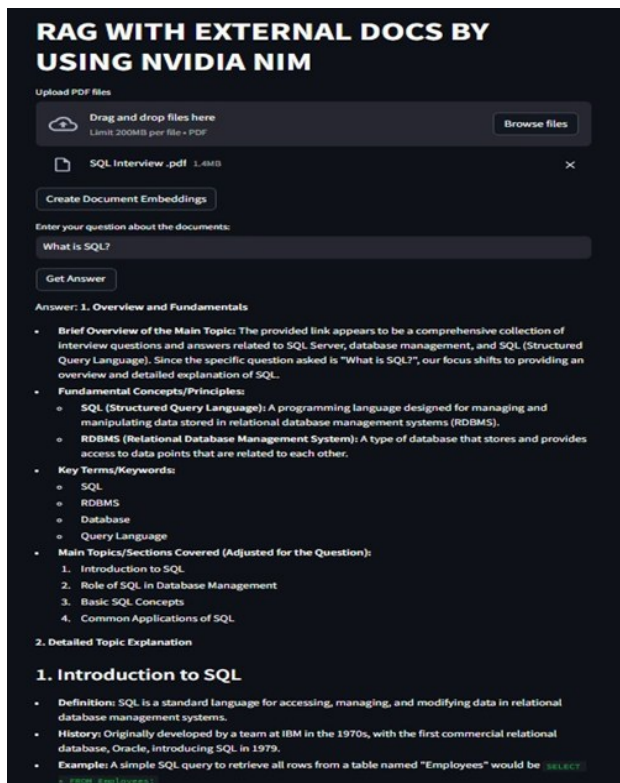 RAG WITH EXTERNAL DOCS BY
USING NVIDIA NIM
Upload PDF files
Drag and drop files here
Limit 200MB per file • PDF
Browse files
SQL Interview .pdf 1.4MB
Create Document Embeddings
Enter your question about the documents:
What is SQL?
Get Answer
Answer: 1. Overview and Fundamentals
• Brief Overview of the Main Topic: The provided link appears to be a comprehensive collection of
interview questions and answers related to SQL Server, database management, and SQL (Structured
Query Language). Since the specific question asked is "What is SQL?", our focus shifts to providing an
overview and detailed explanation of SQL.
• Fundamental Concepts/Principles:
◦ SQL (Structured Query Language): A programming language designed for managing and
manipulating data stored in relational database management systems (RDBMS).
◦ RDBMS (Relational Database Management System): A type of database that stores and provides
access to data points that are related to each other.
• Key Terms/Keywords:
◦ SQL
◦ RDBMS
◦ Database
◦ Query Language
• Main Topics/Sections Covered (Adjusted for the Question):
1. Introduction to SQL
2. Role of SQL in Database Management
3. Basic SQL Concepts
4. Common Applications of SQL
2. Detailed Topic Explanation
1. Introduction to SQL
• Definition: SQL is a standard language for accessing, managing, and modifying data in relational
database management systems.
• History: Originally developed by a team at IBM in the 1970s, with the first commercial relational
database, Oracle, introducing SQL in 1979.
• Example: A simple SQL query to retrieve all rows from a table named "Employees" would be SELECT
* FROM Employees;